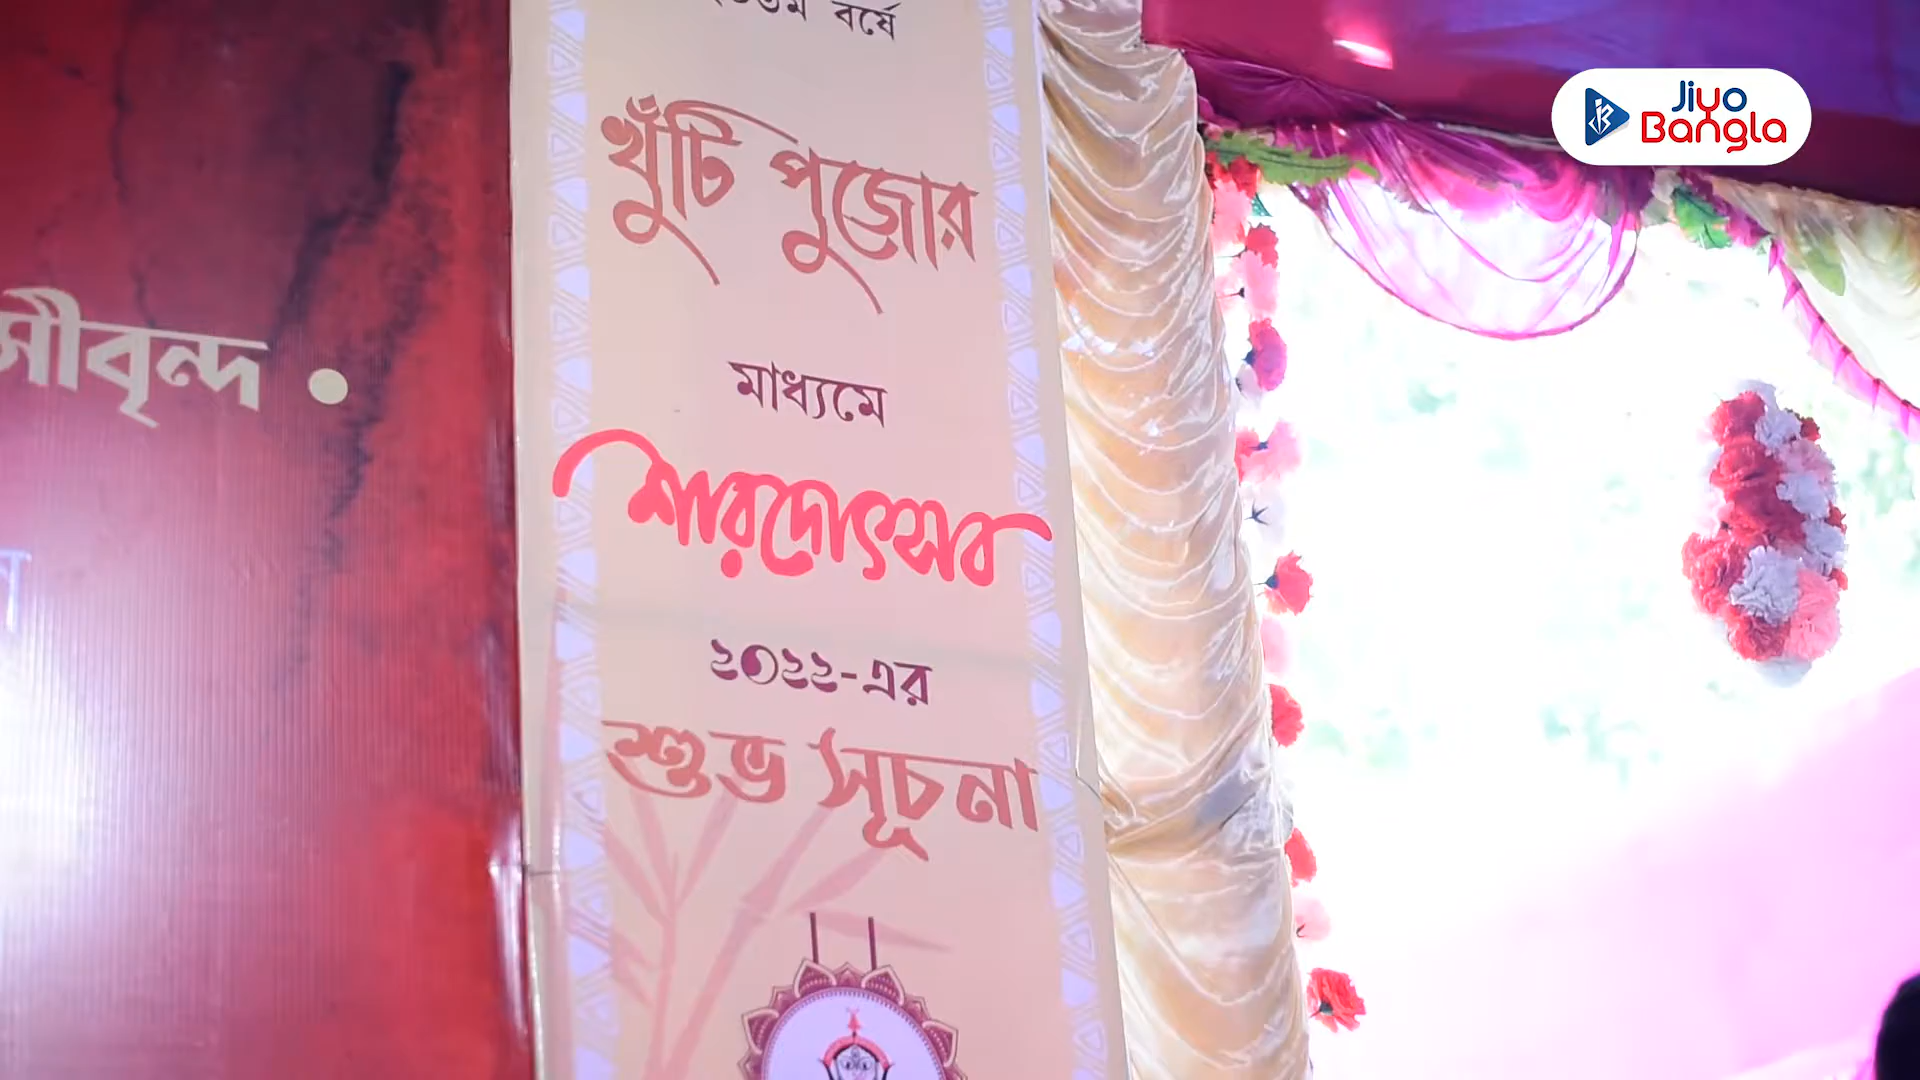 বর্ষে
খুঁটি পুজোর
মাধ্যমে
শারদোৎসব
২০২২-এর
শুভ সূচনা
Jiyo
Bangla